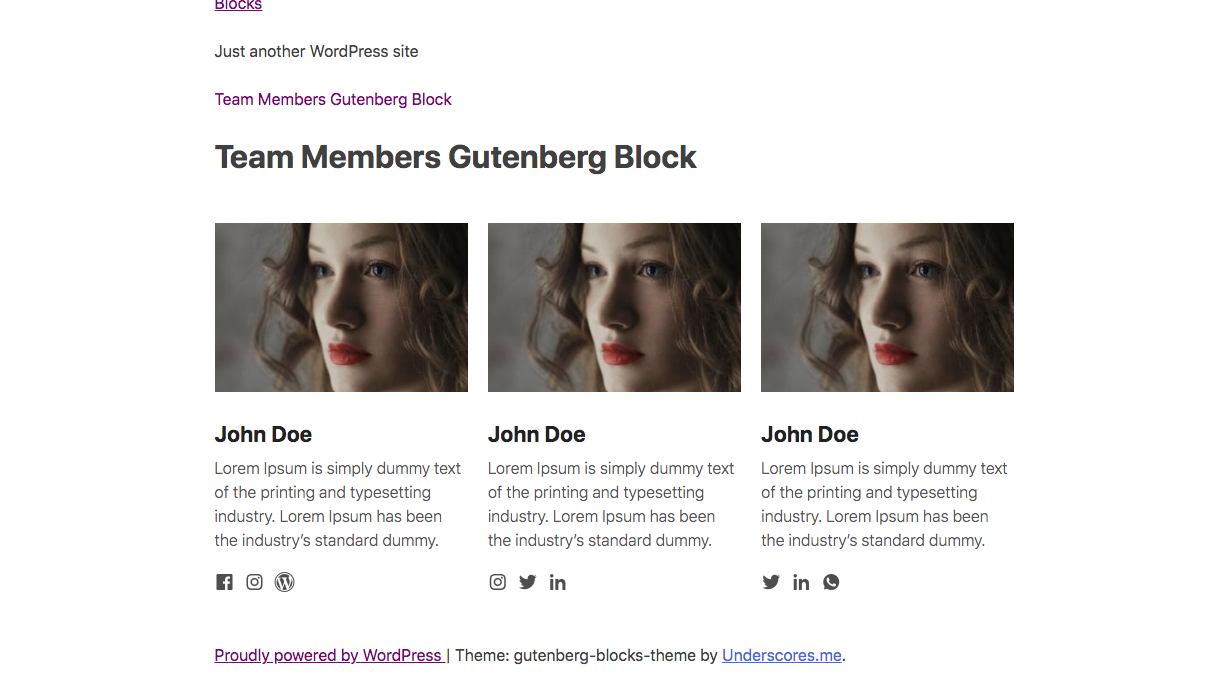 Blocks
Just another WordPress site
Team Members Gutenberg Block
Team Members Gutenberg Block
John Doe
Lorem Ipsum is simply dummy text
of the printing and typesetting
industry. Lorem Ipsum has been
the industry’s standard dummy.
John Doe
Lorem Ipsum is simply dummy text
of the printing and typesetting
industry. Lorem Ipsum has been
the industry’s standard dummy.
John Doe
Lorem Ipsum is simply dummy text
of the printing and typesetting
industry. Lorem Ipsum has been
the industry’s standard dummy.
Proudly powered by WordPress | Theme: gutenberg-blocks-theme by Underscores.me.